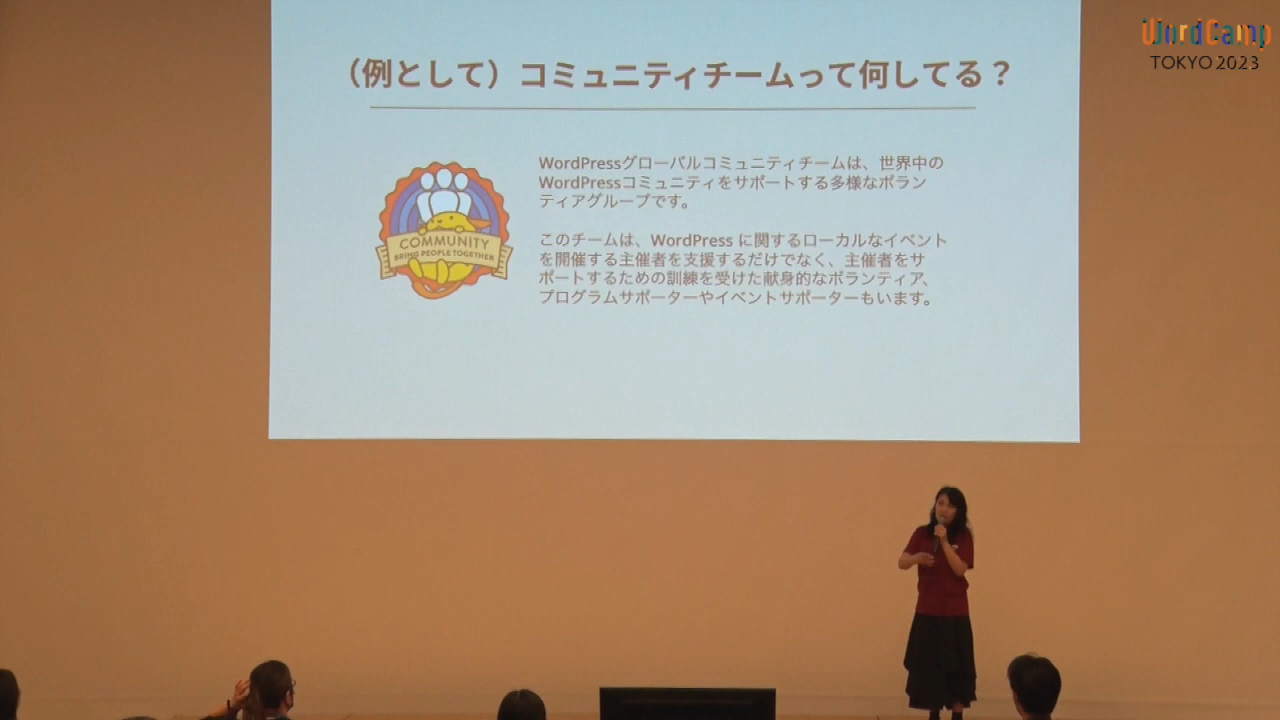 WordCamp
TOKYO 2023
（例として）コミュニティチームって何してる？
COMMUNITY
BRING PEOPLE TOGETHER
WordPressグローバルコミュニティチームは、世界中の
WordPressコミュニティをサポートする多様なボラン
ティアグループです。
このチームは、WordPress に関するローカルなイベント
を開催する主催者を支援するだけでなく、主催者をサ
ポートするための訓練を受けた献身的なボランティア、
プログラムサポーターやイベントサポーターもいます。